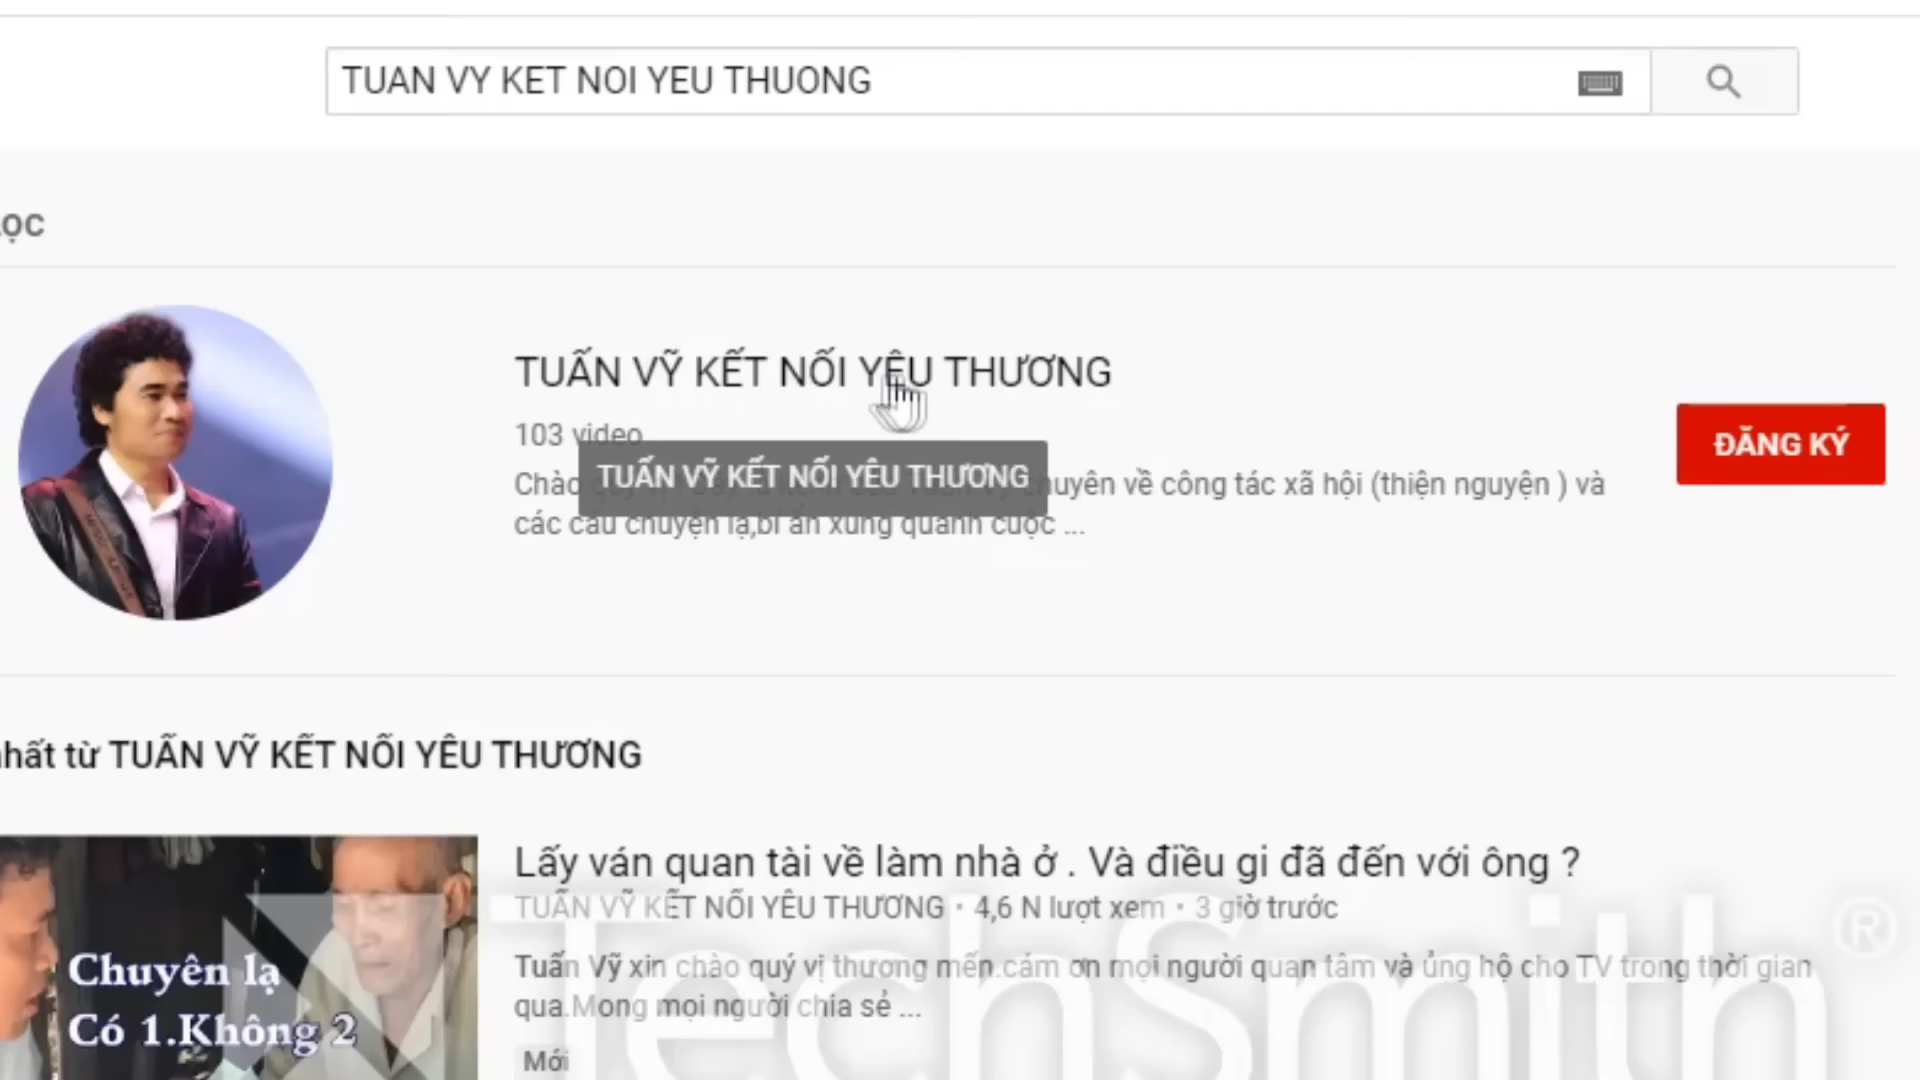 TUAN VY KET NOI YEU THUONG
ọc
TUẤN VỸ KẾT NỐI YÊU THƯƠNG
103 video
TUẤN VỸ KẾT NỐI YÊU THƯƠNG
Chào huyên về công tác xã hội (thiện nguyện ) và
các câu chuyện lạ,bí ẩn xung quanh cuộc ...
ĐĂNG KÝ
nhất từ TUẤN VỸ KẾT NỐI YÊU THƯƠNG
Lấy ván quan tài về làm nhà ở . Và điều gi đã đến với ông ?
TUẤN VỸ KẾT NỐI YÊU THƯƠNG • 4,6 N lượt xem • 3 giờ trước
Tuấn Vỹ xin chào quý vị thương mến.cám ơn mọi người quan tâm và ủng hộ cho TV trong thời gian
qua.Mong mọi người chia sẻ ...
Mới
Chuyên lạ
Có 1.Không 2
TechSmith®